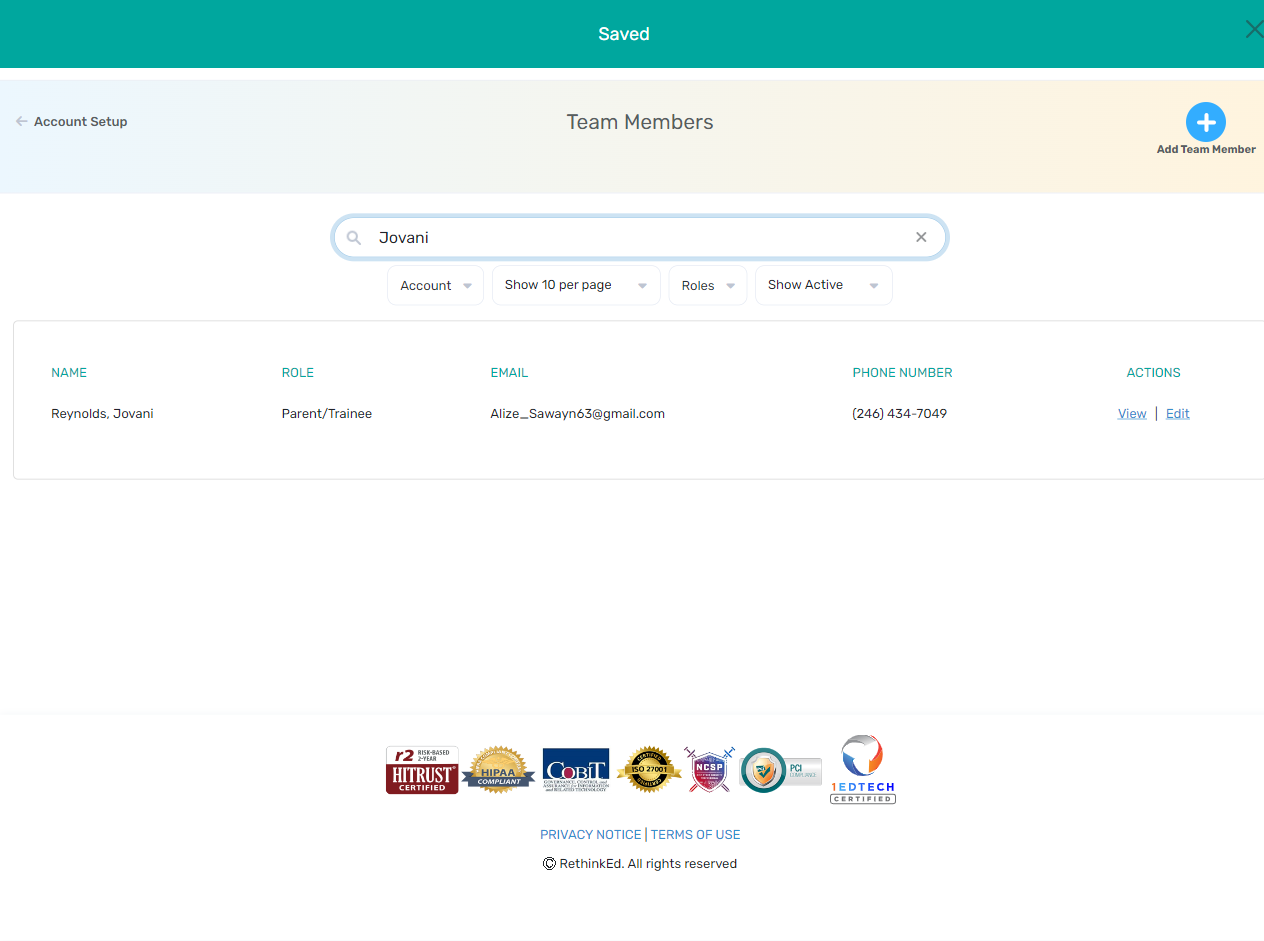 Saved
Account Setup
Team Members
Add Team Member
Jovani
Account
Show 10 per page
Roles
Show Active
NAME ROLE EMAIL PHONE NUMBER ACTIONS
Reynolds, Jovani Parent/Trainee Alize_Sawayn63@gmail.com (246) 434-7049 View | Edit
r2 RISK-BASED
2-YEAR
HITRUST
CERTIFIED
HIPAA
COMPLIANT
COBIT
GOVERNANCE, CONTROL and
ASSURANCE for INFORMATION
and RELATED TECHNOLOGY
CERTIFIED
ISO 27001
NCSP
PCI
COMPLIANCE
1EDTECH
CERTIFIED
PRIVACY NOTICE | TERMS OF USE
© RethinkEd. All rights reserved